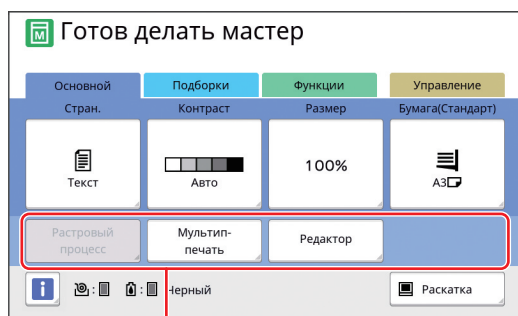 Готов делать мастер
Основной
Подборки
Функции
Управление
Стран.
Контраст
Размер
Бумага(Стандарт)
Текст
Авто
100%
A3
Растровый
процесс
Мультип-
печать
Редактор
Черный
Раскатка